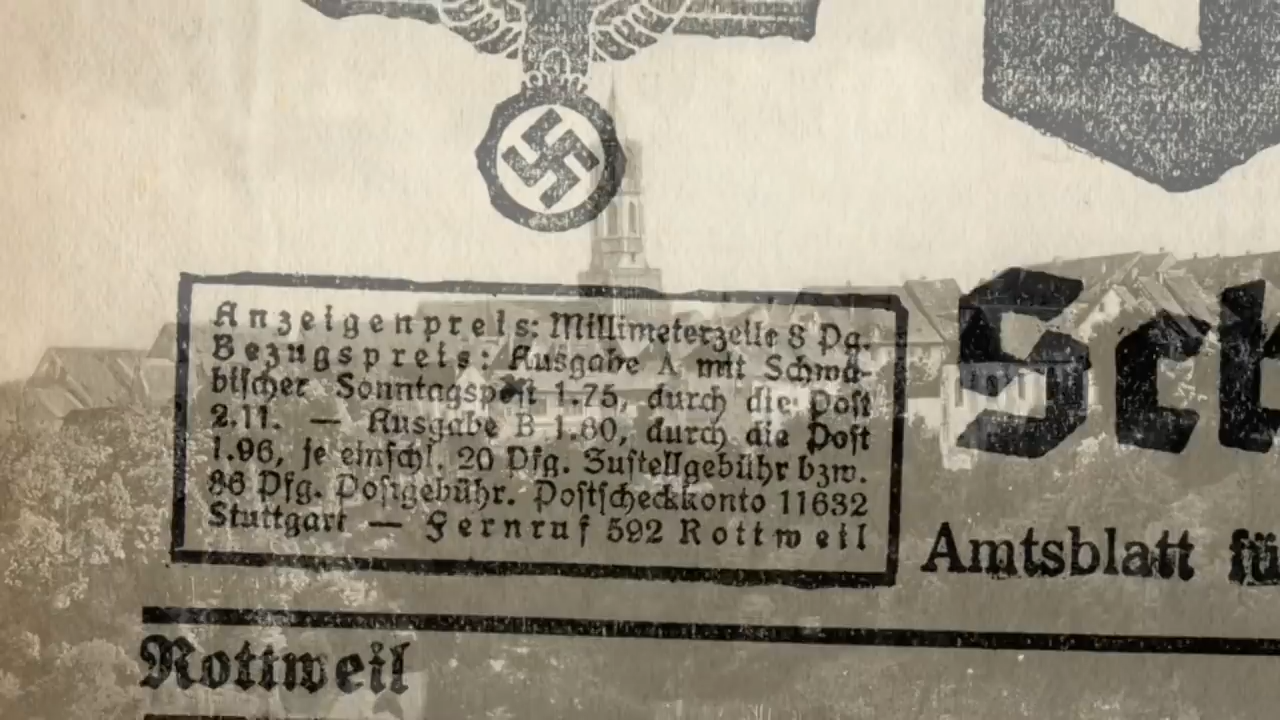 Anzeigenpreis: Millimeterzeile 8 Pg.
Bezugspreis: Ausgabe A mit Schwä-
bischer Sonntagspost 1.75, durch die Post
2.11. — Ausgabe B 1.60, durch die Post
1.96, je einschl. 20 Pfg. Zustellgebühr bzw.
36 Pfg. Postgebühr. Postscheckkonto 11632
Stuttgart — Fernruf 592 Rottweil
Sch
Amtsblatt fü
Rottweil